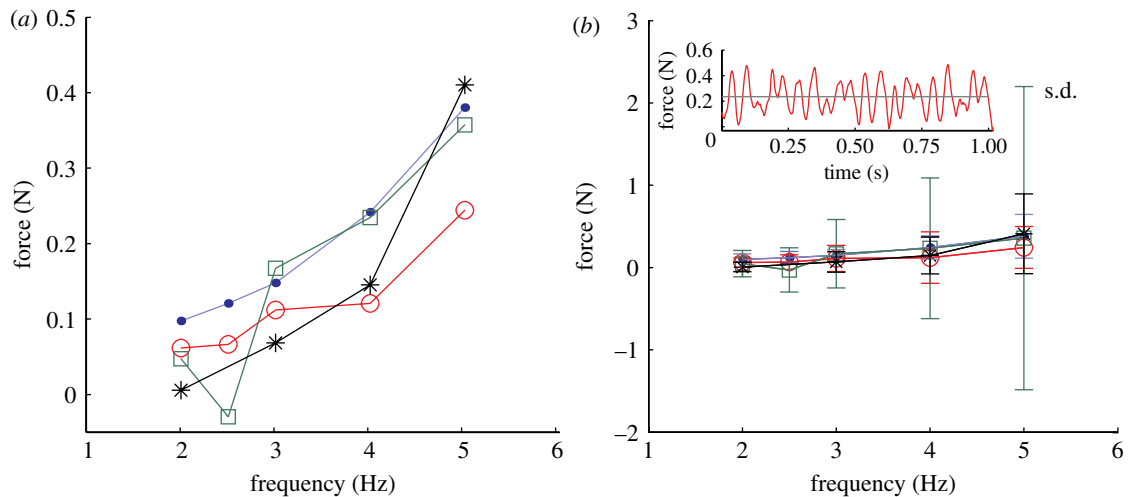 (a)
0.5
0.4
0.3
0.2
0.1
0
force (N)
1 2 3 4 5 6
frequency (Hz)
(b)
3
2
1
0
−1
−2
force (N)
1 2 3 4 5 6
frequency (Hz)
0.6
0.4
0.2
0
force (N)
0.25 0.50 0.75 1.00
time (s)
s.d.